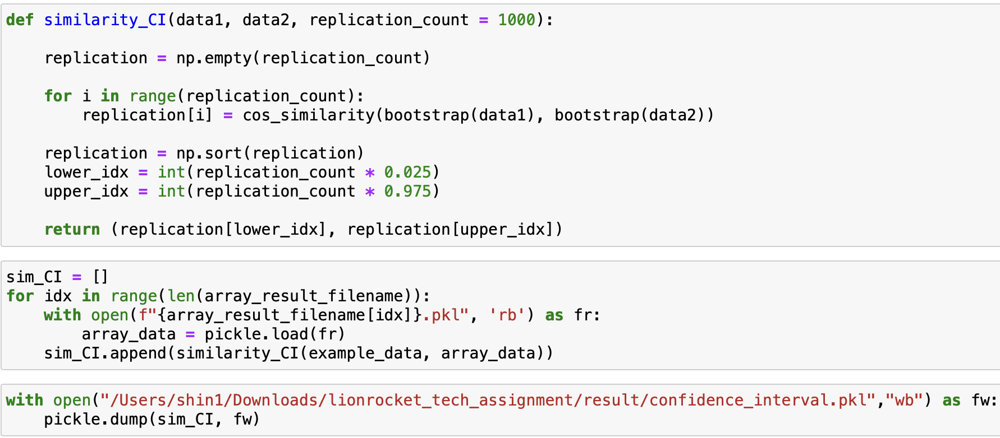 def similarity_CI(data1, data2, replication_count = 1000):
    replication = np.empty(replication_count)
    for i in range(replication_count):
        replication[i] = cos_similarity(bootstrap(data1), bootstrap(data2))
    replication = np.sort(replication)
    lower_idx = int(replication_count * 0.025)
    upper_idx = int(replication_count * 0.975)
    return (replication[lower_idx], replication[upper_idx])
sim_CI = []
for idx in range(len(array_result_filename)):
    with open(f"{array_result_filename[idx]}.pkl", 'rb') as fr:
        array_data = pickle.load(fr)
    sim_CI.append(similarity_CI(example_data, array_data))
with open("/Users/shin1/Downloads/lionrocket_tech_assignment/result/confidence_interval.pkl","wb") as fw:
    pickle.dump(sim_CI, fw)